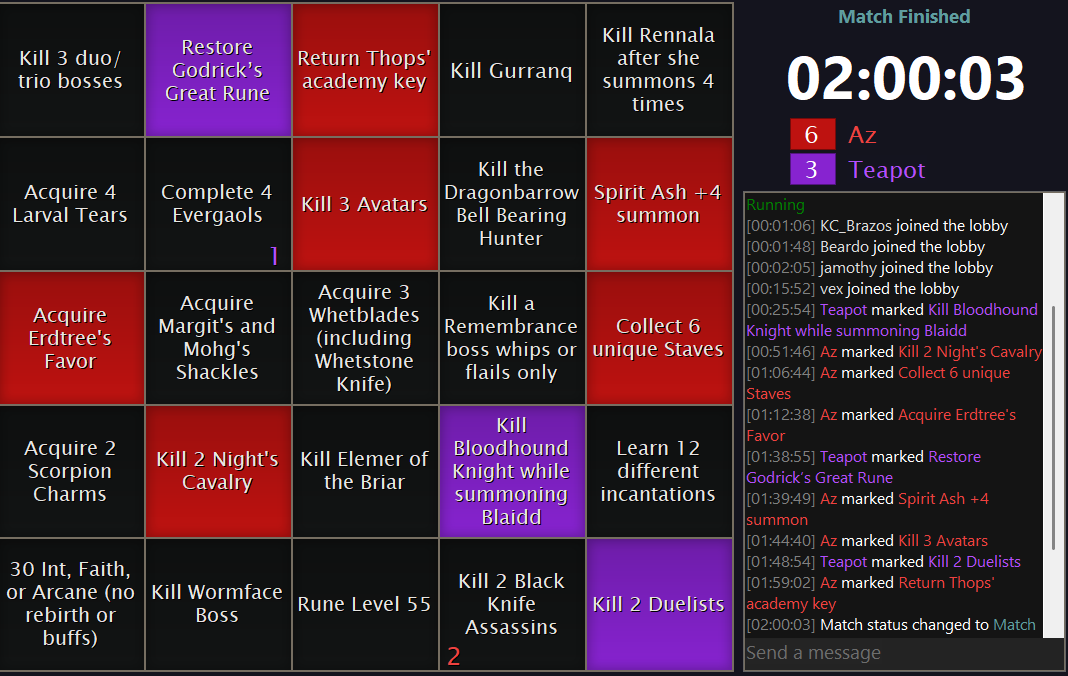 Kill 3 duo/
trio bosses
Restore
Godrick’s
Great Rune
Return Thops'
academy key
Kill Gurranq
Kill Rennala
after she
summons 4
times
Acquire 4
Larval Tears
Complete 4
Evergaols
1
Kill 3 Avatars
Kill the
Dragonbarrow
Bell Bearing
Hunter
Spirit Ash +4
summon
Acquire
Erdtree's
Favor
Acquire
Margit's and
Mohg's
Shackles
Acquire 3
Whetblades
(including
Whetstone
Knife)
Kill a
Remembrance
boss whips or
flails only
Collect 6
unique Staves
Acquire 2
Scorpion
Charms
Kill 2 Night's
Cavalry
Kill Elemer of
the Briar
Kill
Bloodhound
Knight while
summoning
Blaidd
Learn 12
different
incantations
30 Int, Faith,
or Arcane (no
rebirth or
buffs)
Kill Wormface
Boss
Rune Level 55
Kill 2 Black
Knife
Assassins
2
Kill 2 Duelists
Match Finished
02:00:03
6 Az
3 Teapot
Running
[00:01:06] KC_Brazos joined the lobby
[00:01:48] Beardo joined the lobby
[00:02:05] jamothy joined the lobby
[00:15:52] vex joined the lobby
[00:25:54] Teapot marked Kill Bloodhound
Knight while summoning Blaidd
[00:51:46] Az marked Kill 2 Night's Cavalry
[01:06:44] Az marked Collect 6 unique
Staves
[01:12:38] Az marked Acquire Erdtree's
Favor
[01:38:55] Teapot marked Restore
Godrick’s Great Rune
[01:39:49] Az marked Spirit Ash +4
summon
[01:44:40] Az marked Kill 3 Avatars
[01:48:54] Teapot marked Kill 2 Duelists
[01:59:02] Az marked Return Thops'
academy key
[02:00:03] Match status changed to Match
Send a message